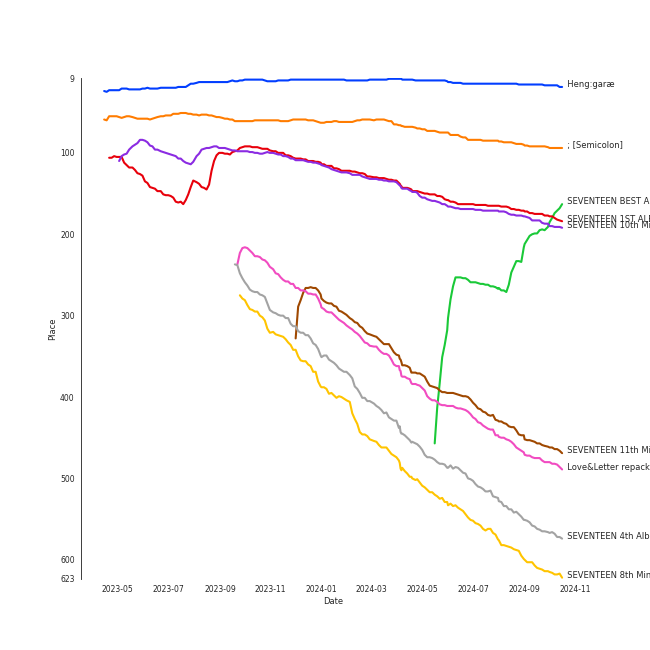 9
100
200
300
400
500
600
623
Place
2023-05
2023-07
2023-09
2023-11
2024-01
2024-03
2024-05
2024-07
2024-09
2024-11
Date
Heng:garæ
; [Semicolon]
SEVENTEEN BEST A
SEVENTEEN 1ST AL
SEVENTEEN 10th Mi
SEVENTEEN 11th Mi
Love&Letter repack
SEVENTEEN 4th Alb
SEVENTEEN 8th Min